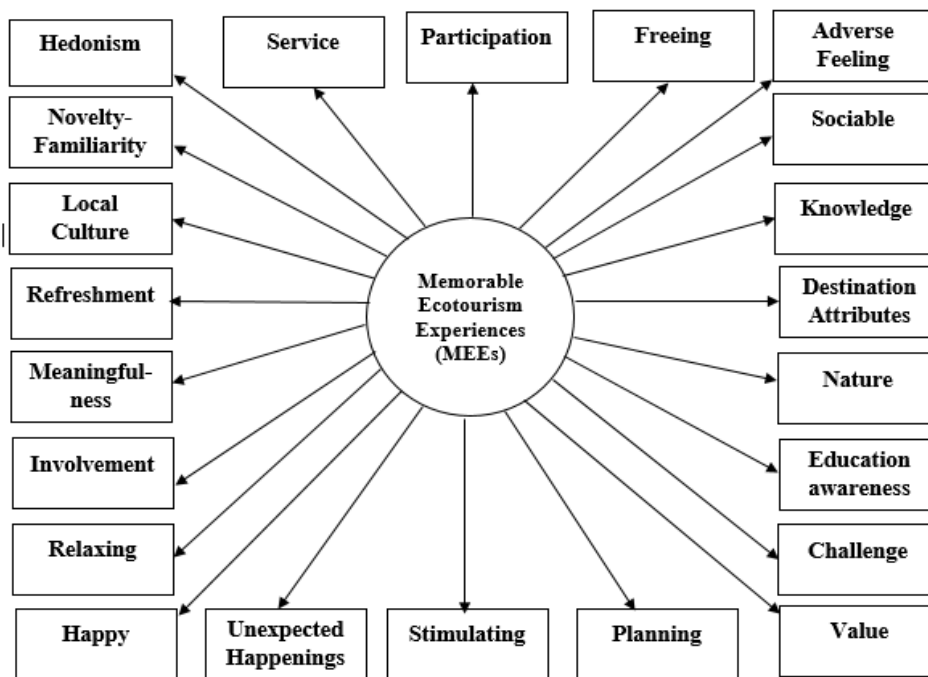 Hedonism
Service
Participation
Freeing
Adverse
Feeling
Novelty-
Familiarity
Sociable
Local
Culture
Knowledge
Memorable
Ecotourism
Experiences
(MEEs)
Refreshment
Destination
Attributes
Meaningful-
ness
Nature
Involvement
Education
awareness
Relaxing
Challenge
Happy
Unexpected
Happenings
Stimulating
Planning
Value